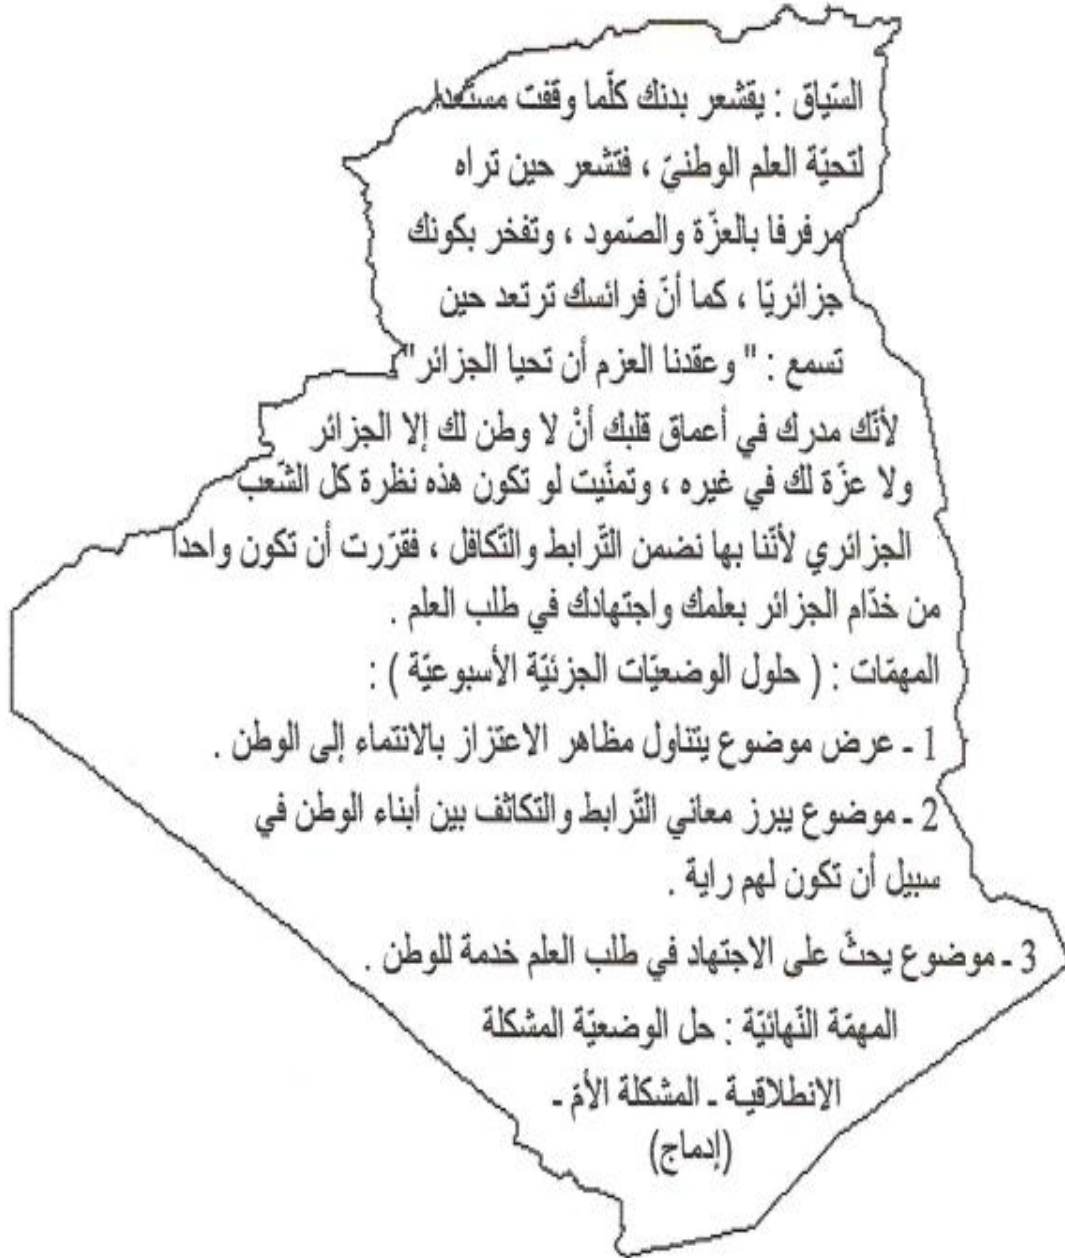 السّياق : يقشعر بدنك كلّما وقفت مستعدا
لتحيّة العلم الوطنيّ ، فتشعر حين تراه
مرفرفا بالعزّة والصّمود ، وتفخر بكونك
جزائريّا ، كما أنّ فرائسك ترتعد حين
تسمع : " وعقدنا العزم أن تحيا الجزائر"
لأنّك مدرك في أعماق قلبك أنْ لا وطن لك إلا الجزائر
ولا عزّة لك في غيره ، وتمنّيت لو تكون هذه نظرة كل الشّعب
الجزائري لأنّنا بها نضمن التّرابط والتّكافل ، فقرّرت أن تكون واحدا
من خدّام الجزائر بعلمك واجتهادك في طلب العلم .
المهمّات : ( حلول الوضعيّات الجزئيّة الأسبوعيّة ) :
1 ـ عرض موضوع يتناول مظاهر الاعتزاز بالانتماء إلى الوطن .
2 ـ موضوع يبرز معاني التّرابط والتكاثف بين أبناء الوطن في
سبيل أن تكون لهم راية .
3 ـ موضوع يحثّ على الاجتهاد في طلب العلم خدمة للوطن .
المهمّة النّهائيّة : حل الوضعيّة المشكلة
الانطلاقيـة ـ المشكلة الأمّ ـ
(إدماج)